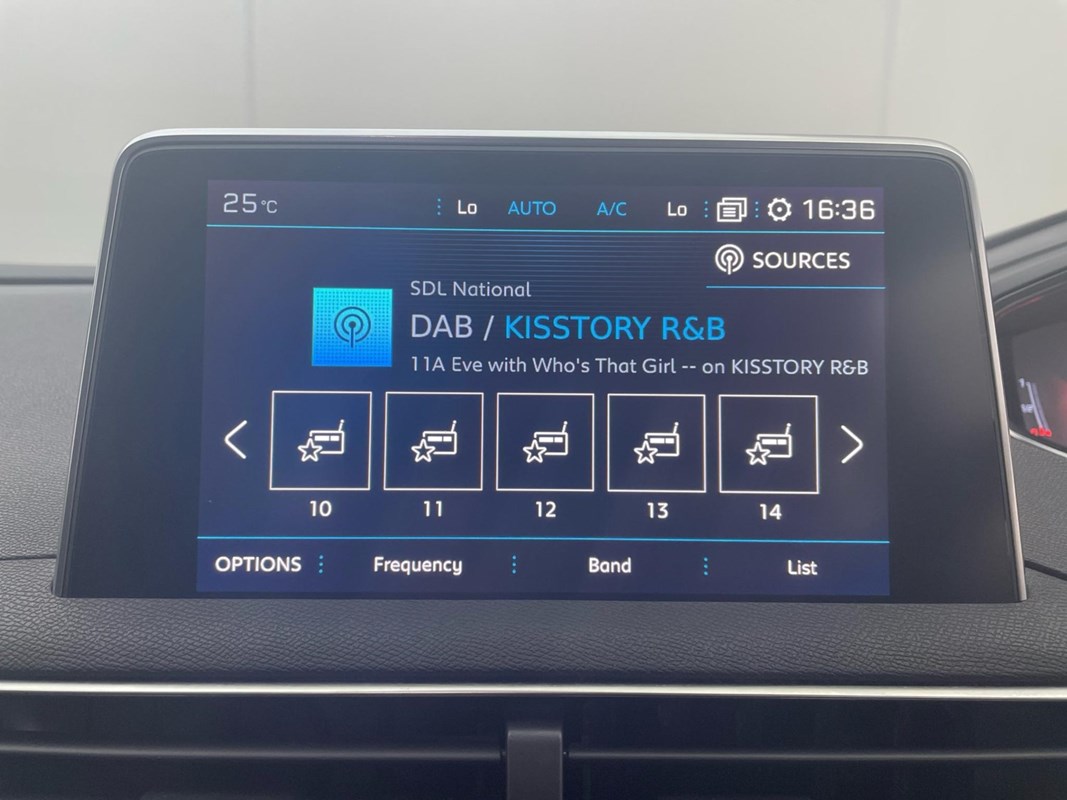 25°C Lo AUTO A/C Lo 16:36
SOURCES
SDL National
DAB / KISSTORY R&B
11A Eve with Who's That Girl -- on KISSTORY R&B
10 11 12 13 14
OPTIONS Frequency Band List